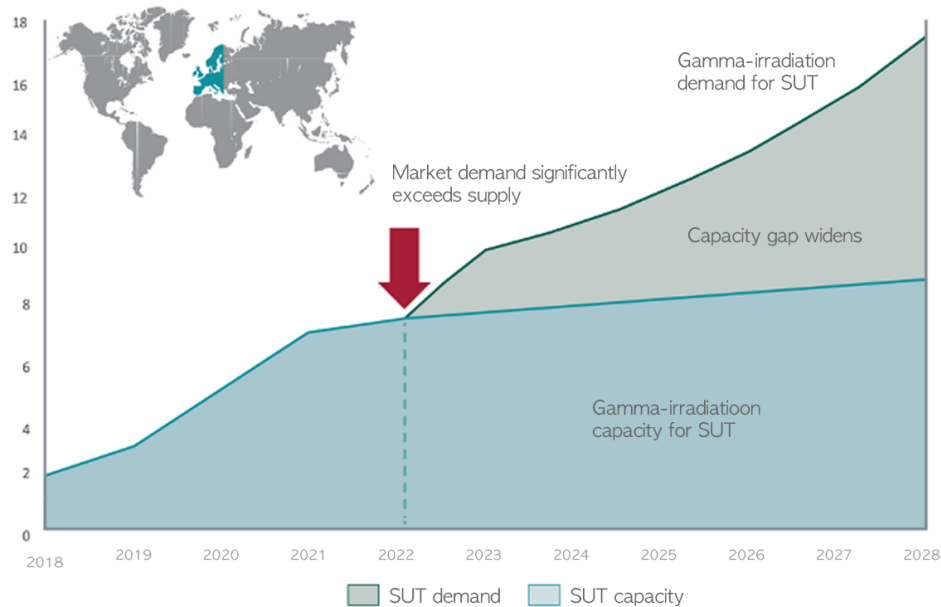 18
16
14
12
10
8
6
4
2
0
Gamma-irradiation
demand for SUT
Market demand significantly
exceeds supply
Capacity gap widens
Gamma-irradiatioon
capacity for SUT
2018 2019 2020 2021 2022 2023 2024 2025 2026 2027 2028
SUT demand SUT capacity